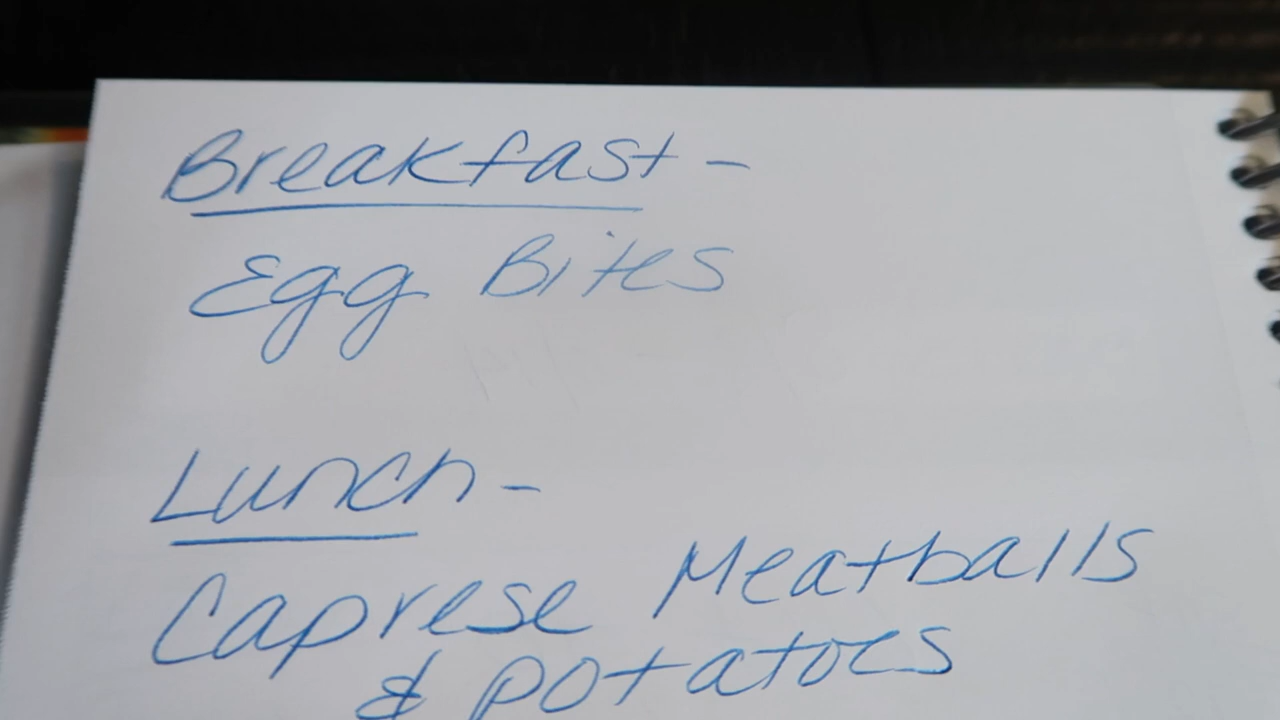 Breakfast -
Egg Bites
Lunch -
Caprese Meatballs
& potatoes